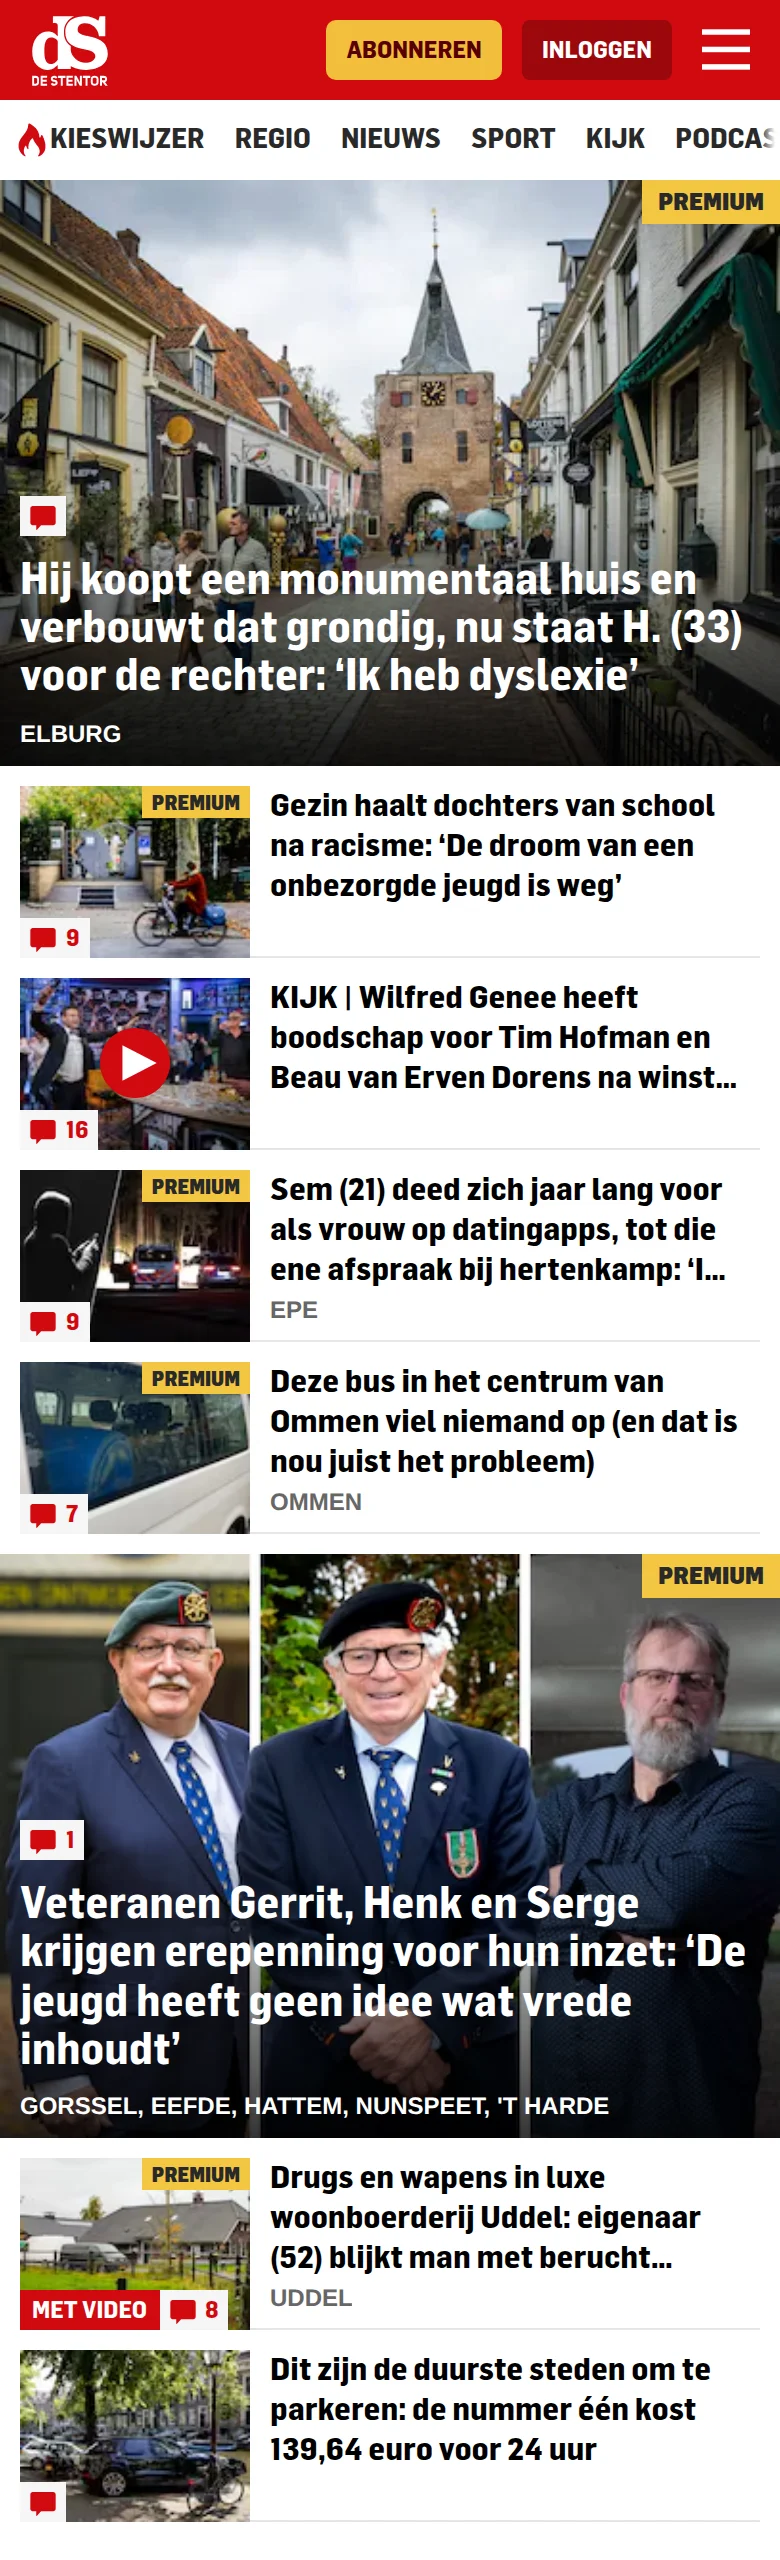 dS
DE STENTOR
ABONNEREN
INLOGGEN
KIESWIJZER REGIO NIEUWS SPORT KIJK PODCAS
PREMIUM
Hij koopt een monumentaal huis en
verbouwt dat grondig, nu staat H. (33)
voor de rechter: ‘Ik heb dyslexie’
ELBURG
PREMIUM
9
Gezin haalt dochters van school
na racisme: ‘De droom van een
onbezorgde jeugd is weg’
16
KIJK | Wilfred Genee heeft
boodschap voor Tim Hofman en
Beau van Erven Dorens na winst...
PREMIUM
9
Sem (21) deed zich jaar lang voor
als vrouw op datingapps, tot die
ene afspraak bij hertenkamp: ‘I...
EPE
PREMIUM
7
Deze bus in het centrum van
Ommen viel niemand op (en dat is
nou juist het probleem)
OMMEN
PREMIUM
1
Veteranen Gerrit, Henk en Serge
krijgen erepenning voor hun inzet: ‘De
jeugd heeft geen idee wat vrede
inhoudt’
GORSSEL, EEFDE, HATTEM, NUNSPEET, 'T HARDE
PREMIUM
MET VIDEO
8
Drugs en wapens in luxe
woonboerderij Uddel: eigenaar
(52) blijkt man met berucht...
UDDEL
Dit zijn de duurste steden om te
parkeren: de nummer één kost
139,64 euro voor 24 uur